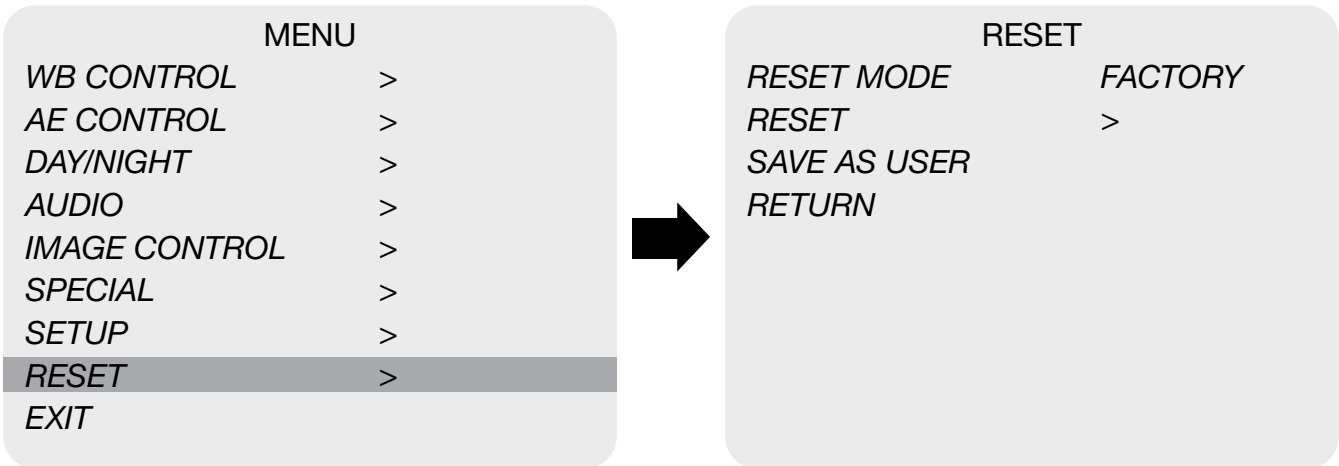 MENU
WB CONTROL >
AE CONTROL >
DAY/NIGHT >
AUDIO >
IMAGE CONTROL >
SPECIAL >
SETUP >
RESET >
EXIT
RESET
RESET MODE FACTORY
RESET >
SAVE AS USER
RETURN